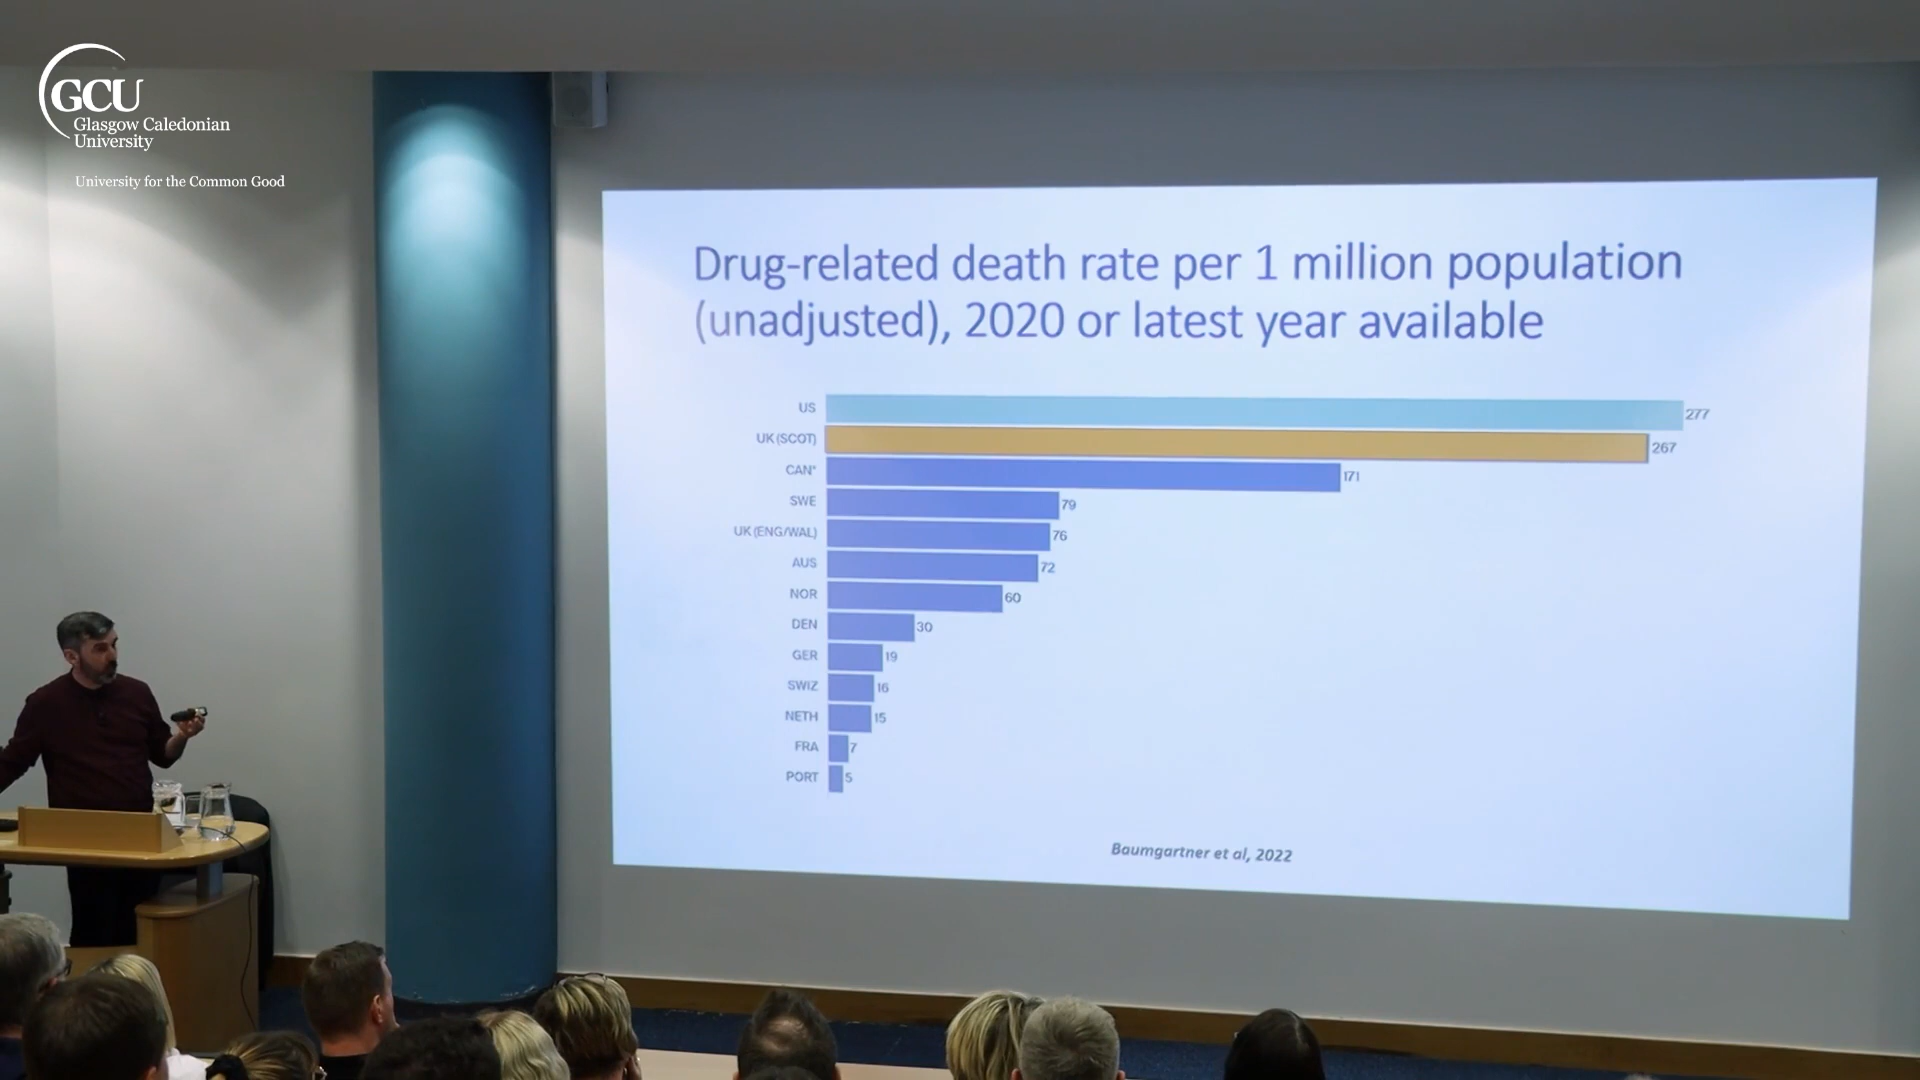 GCU
Glasgow Caledonian
University
University for the Common Good
Drug-related death rate per 1 million population
(unadjusted), 2020 or latest year available
US 277
UK (SCOT) 267
CAN* 171
SWE 79
UK (ENG/WAL) 76
AUS 72
NOR 60
DEN 30
GER 19
SWIZ 16
NETH 15
FRA 7
PORT 5
Baumgartner et al, 2022